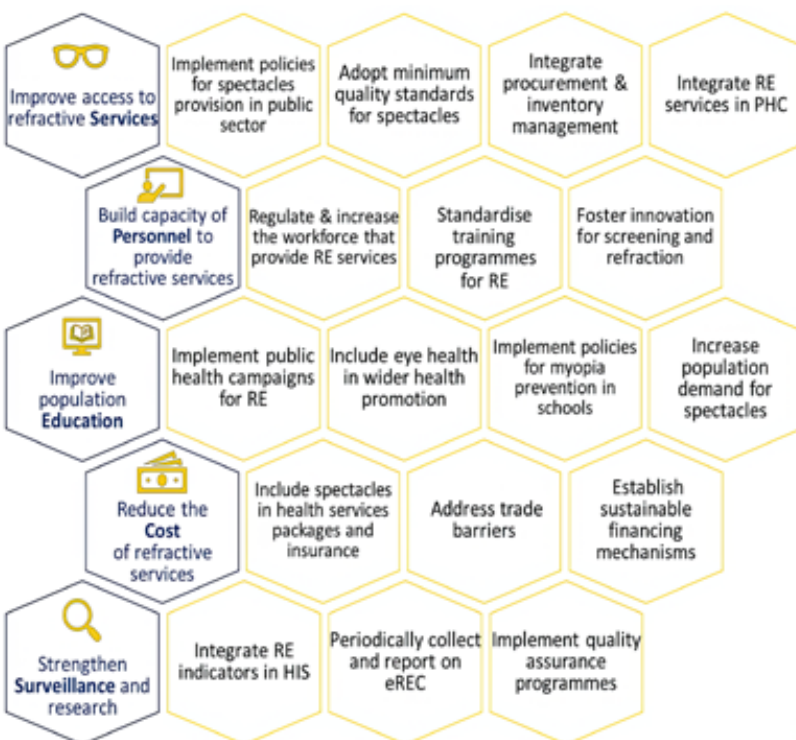 Improve access to
refractive Services
Implement policies
for spectacles
provision in public
sector
Adopt minimum
quality standards
for spectacles
Integrate
procurement &
inventory
management
Integrate RE
services in PHC
Build capacity of
Personnel to
provide
refractive services
Regulate & increase
the workforce that
provide RE services
Standardise
training
programmes
for RE
Foster innovation
for screening and
refraction
Improve
population
Education
Implement public
health campaigns
for RE
Include eye health
in wider health
promotion
Implement policies
for myopia
prevention in
schools
Increase
population
demand for
spectacles
Reduce the
Cost
of refractive
services
Include spectacles
in health services
packages and
insurance
Address trade
barriers
Establish
sustainable
financing
mechanisms
Strengthen
Surveillance and
research
Integrate RE
indicators in HIS
Periodically collect
and report on
eREC
Implement quality
assurance
programmes